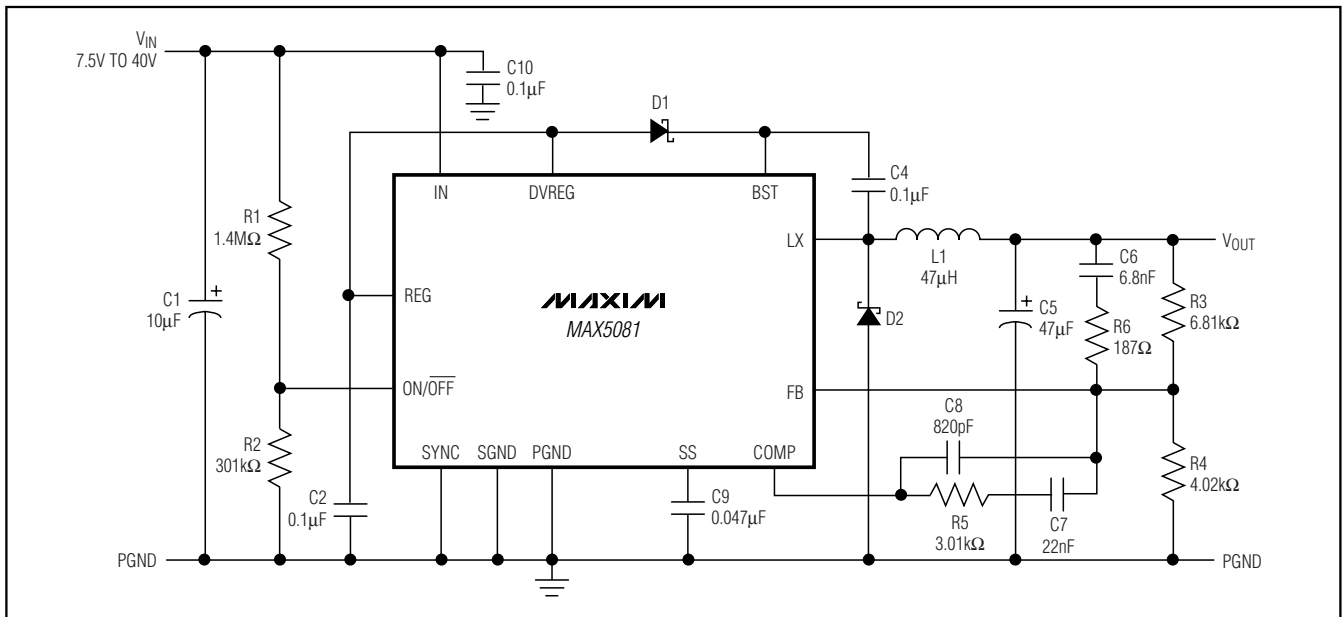 VIN
7.5V TO 40V
C10
0.1µF
D1
C4
0.1µF
IN
DVREG
BST
R1
1.4MΩ
LX
L1
47µH
VOUT
C6
6.8nF
C1
10µF
+
REG
MAXIM
MAX5081
D2
+
C5
47µF
R6
187Ω
R3
6.81kΩ
ON/OFF
FB
R2
301kΩ
SYNC
SGND
PGND
SS
COMP
C8
820pF
R4
4.02kΩ
C2
0.1µF
C9
0.047µF
R5
3.01kΩ
C7
22nF
PGND
PGND